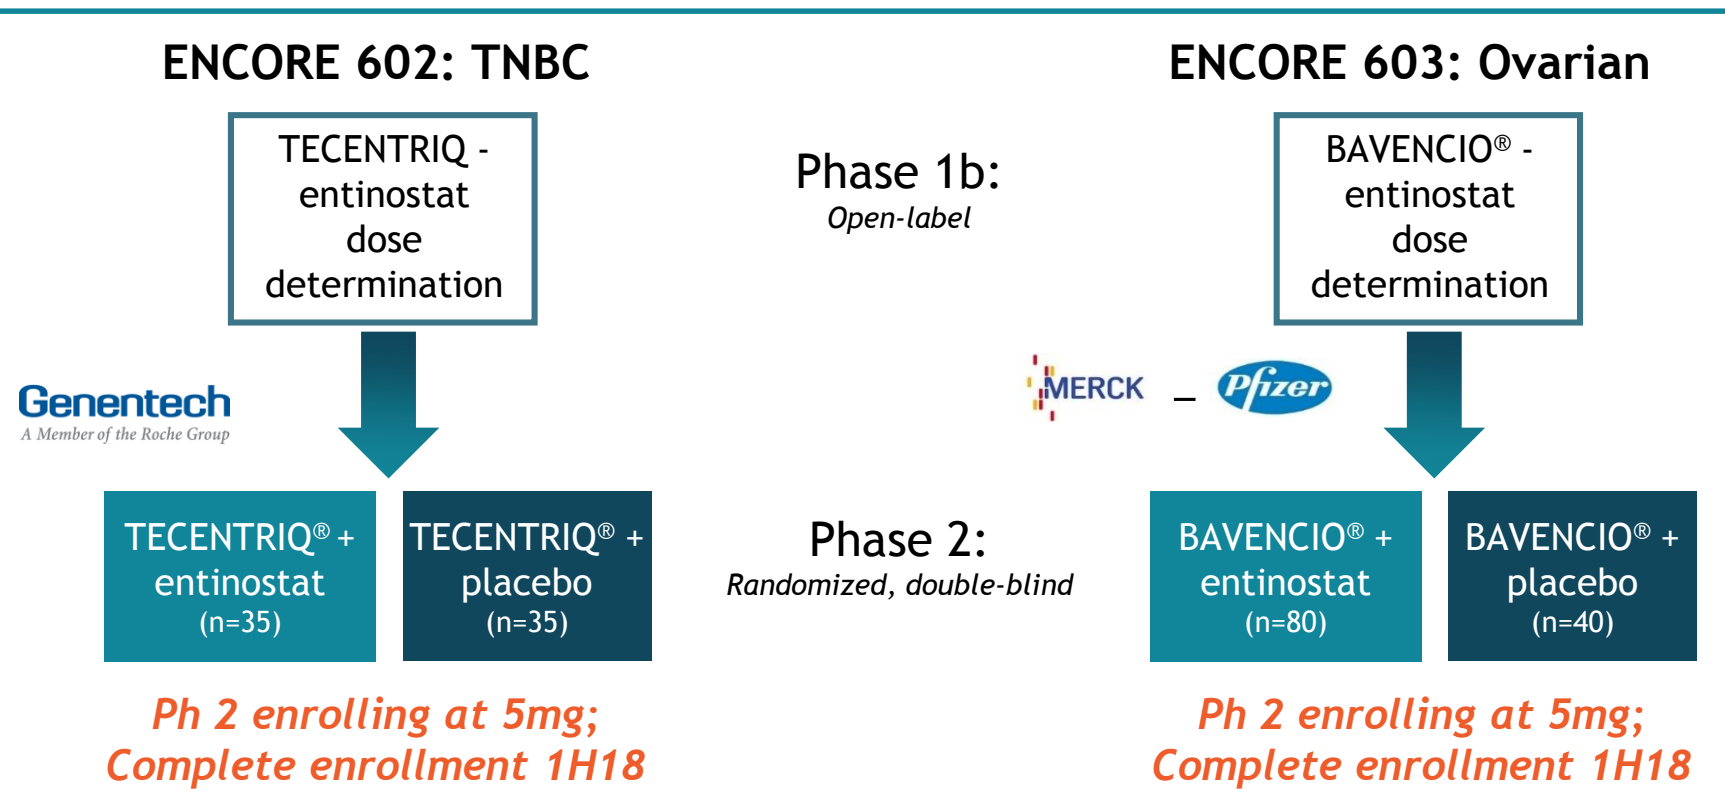 ENCORE 602: TNBC
TECENTRIQ -
entinostat
dose
determination
Genentech
A Member of the Roche Group
TECENTRIQ® +
entinostat
(n=35)
TECENTRIQ® +
placebo
(n=35)
Ph 2 enrolling at 5mg;
Complete enrollment 1H18
Phase 1b:
Open-label
Phase 2:
Randomized, double-blind
ENCORE 603: Ovarian
BAVENCIO® -
entinostat
dose
determination
MERCK – Pfizer
BAVENCIO® +
entinostat
(n=80)
BAVENCIO® +
placebo
(n=40)
Ph 2 enrolling at 5mg;
Complete enrollment 1H18